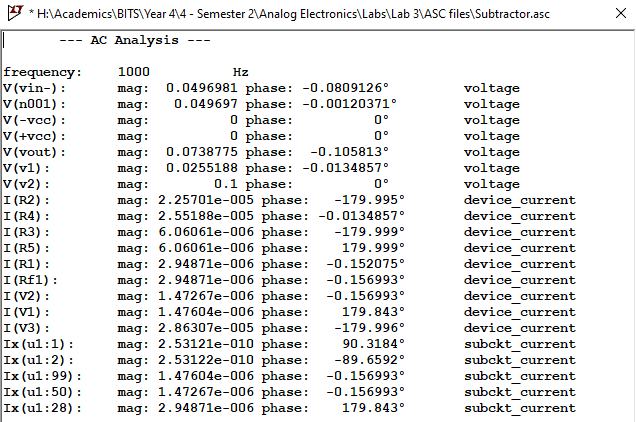 * H:\Academics\BITS\Year 4\4 - Semester 2\Analog Electronics\Labs\Lab 3\ASC files\Subtractor.asc
--- AC Analysis ---
frequency: 1000 Hz
V(vin-): mag: 0.0496981 phase: -0.0809126° voltage
V(n001): mag: 0.049697 phase: -0.00120371° voltage
V(-vcc): mag: 0 phase: 0° voltage
V(+vcc): mag: 0 phase: 0° voltage
V(vout): mag: 0.0738775 phase: -0.105813° voltage
V(v1): mag: 0.0255188 phase: -0.0134857° voltage
V(v2): mag: 0.1 phase: 0° voltage
I(R2): mag: 2.25701e-005 phase: -179.995° device_current
I(R4): mag: 2.55188e-005 phase: -0.0134857° device_current
I(R3): mag: 6.06061e-006 phase: -179.999° device_current
I(R5): mag: 6.06061e-006 phase: 179.999° device_current
I(R1): mag: 2.94871e-006 phase: -0.152075° device_current
I(Rf1): mag: 2.94871e-006 phase: -0.156993° device_current
I(V2): mag: 1.47267e-006 phase: -0.156993° device_current
I(V1): mag: 1.47604e-006 phase: 179.843° device_current
I(V3): mag: 2.86307e-005 phase: -179.996° device_current
Ix(u1:1): mag: 2.53121e-010 phase: 90.3184° subckt_current
Ix(u1:2): mag: 2.53122e-010 phase: -89.6592° subckt_current
Ix(u1:99): mag: 1.47604e-006 phase: -0.156993° subckt_current
Ix(u1:50): mag: 1.47267e-006 phase: -0.156993° subckt_current
Ix(u1:28): mag: 2.94871e-006 phase: 179.843° subckt_current